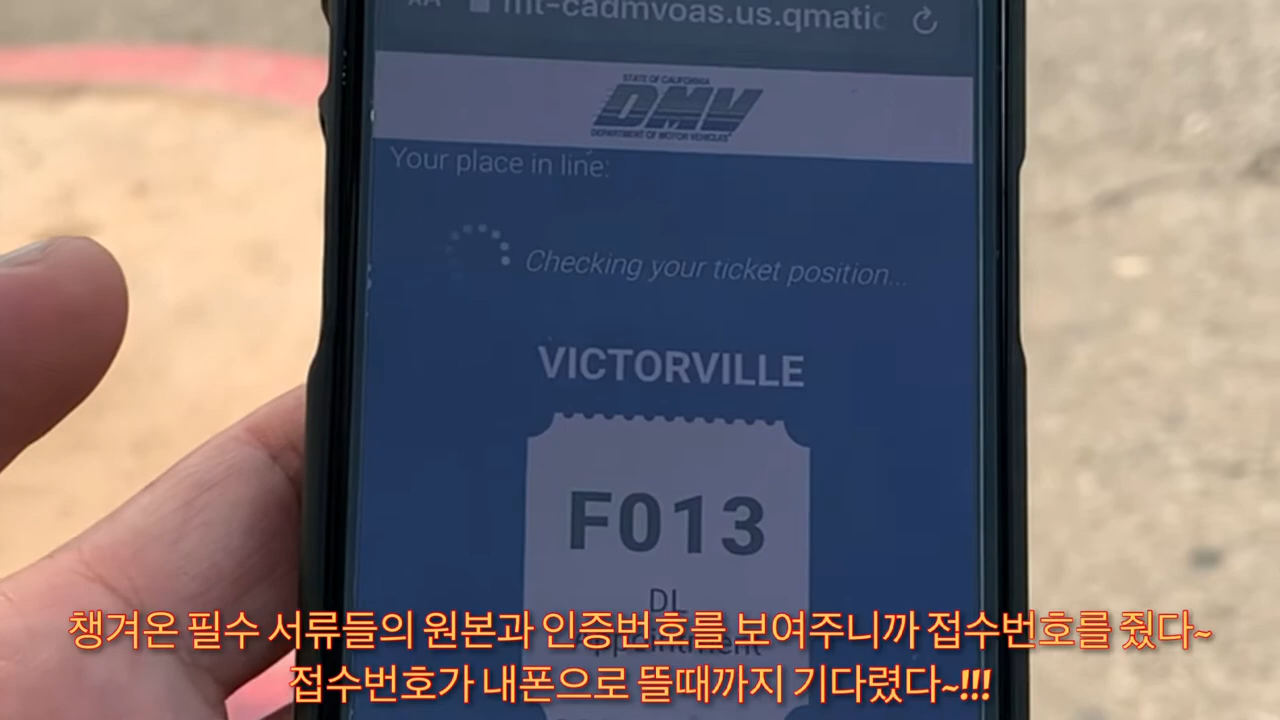 mt-cadmvoas.us.qmatic
STATE OF CALIFORNIA
DMV
DEPARTMENT OF MOTOR VEHICLES
Your place in line:
Checking your ticket position...
VICTORVILLE
F013
DL
Appointment
챙겨온 필수 서류들의 원본과 인증번호를 보여주니까 접수번호를 줬다~
접수번호가 내폰으로 뜰때까지 기다렸다~!!!